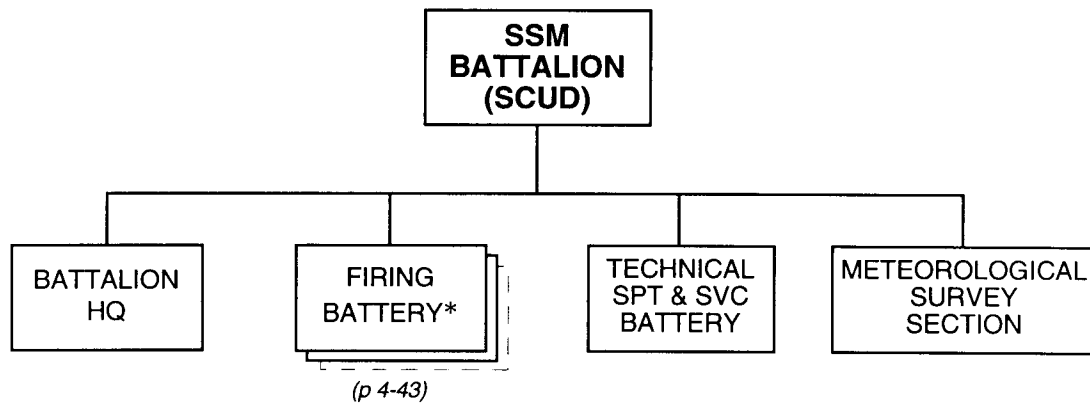 SSM
BATTALION
(SCUD)
BATTALION
HQ
FIRING
BATTERY*
TECHNICAL
SPT & SVC
BATTERY
METEOROLOGICAL
SURVEY
SECTION
(p 4-43)